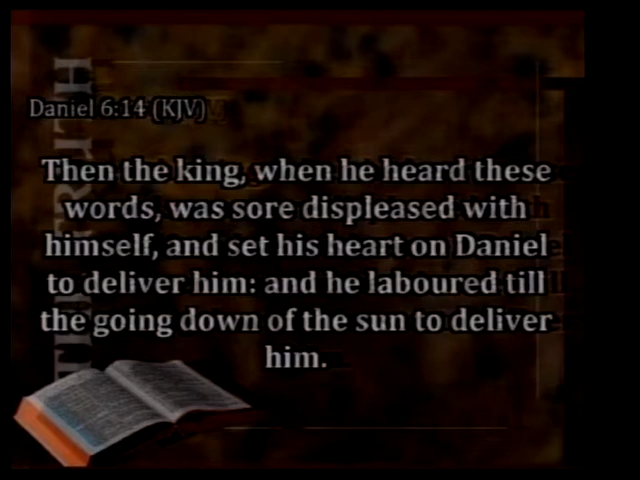 Daniel 6:14 (KJV)
Then the king, when he heard these
words, was sore displeased with
himself, and set his heart on Daniel
to deliver him: and he laboured till
the going down of the sun to deliver
him.